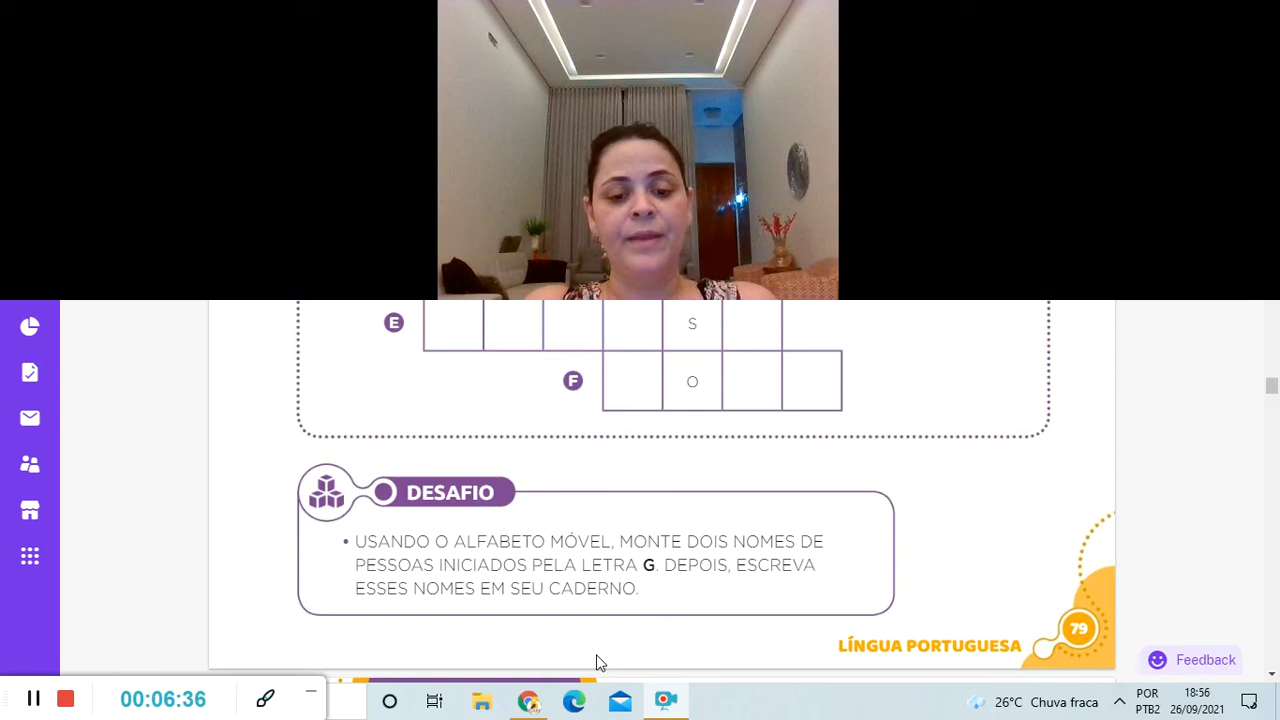 E
S
F
O
DESAFIO
• USANDO O ALFABETO MÓVEL, MONTE DOIS NOMES DE
PESSOAS INICIADOS PELA LETRA G. DEPOIS, ESCREVA
ESSES NOMES EM SEU CADERNO.
LÍNGUA PORTUGUESA
79
Feedback
00:06:36
26°C Chuva fraca
POR
PTB2
18:56
26/09/2021